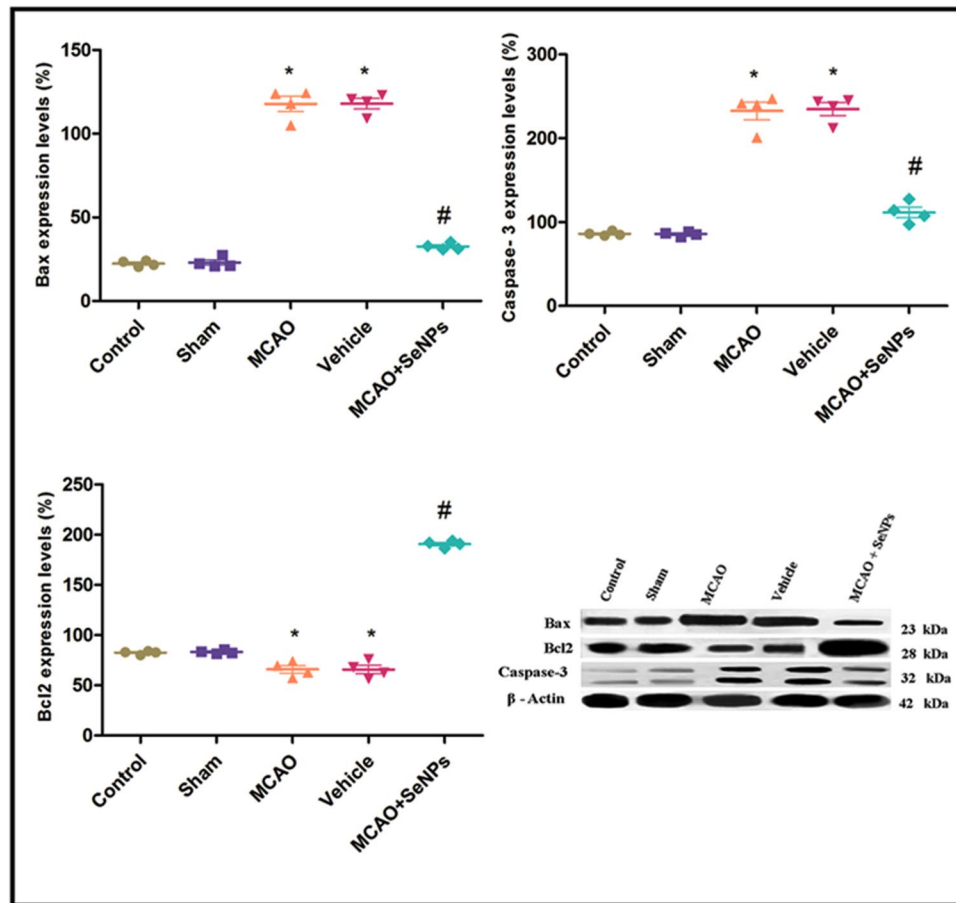 Bax expression levels (%)
150
100
50
0
*
*
#
Control
Sham
MCAO
Vehicle
MCAO+SeNPs
Caspase- 3 expression levels (%)
300
200
100
0
*
*
#
Control
Sham
MCAO
Vehicle
MCAO+SeNPs
Bcl2 expression levels (%)
250
200
150
100
50
0
*
*
#
Control
Sham
MCAO
Vehicle
MCAO+SeNPs
Control
Sham
MCAO
Vehicle
MCAO + SeNPs
Bax 23 kDa
Bcl2 28 kDa
Caspase-3 32 kDa
β - Actin 42 kDa